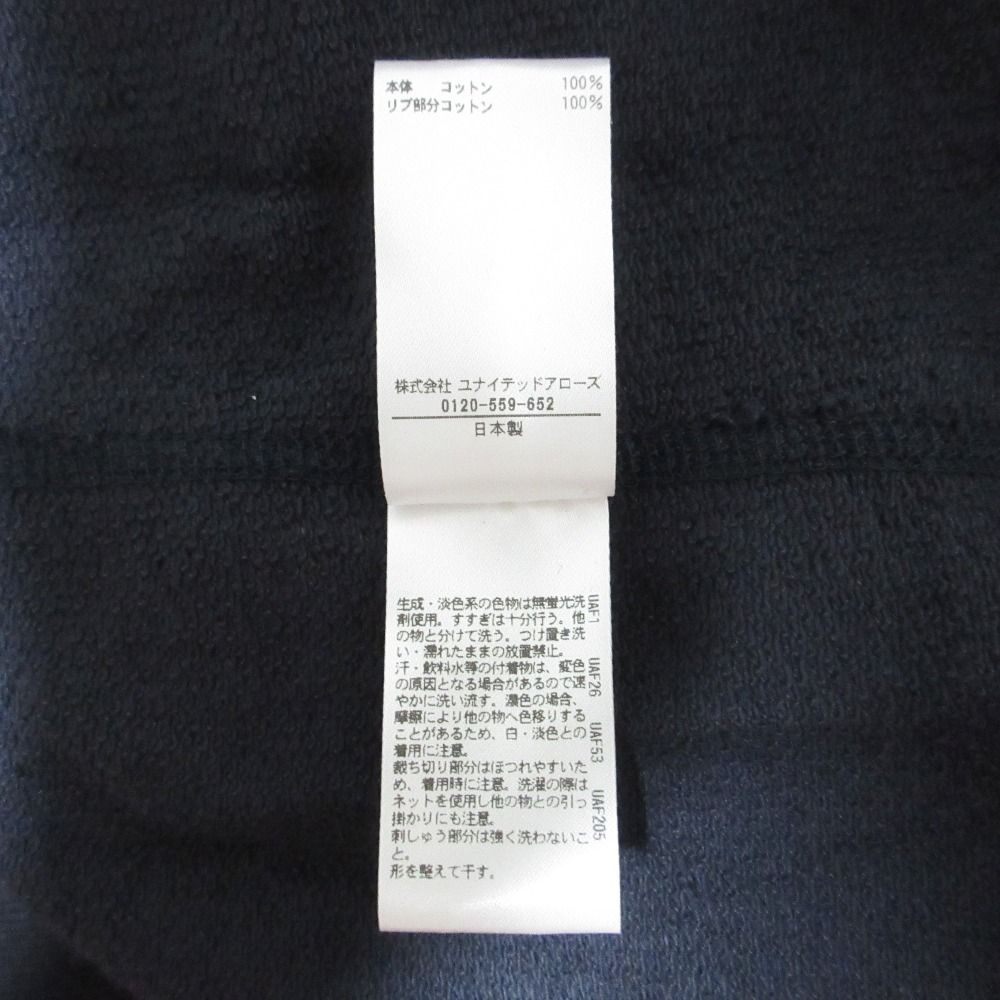 本体　コットン　100%
リブ部分コットン　100%
株式会社 ユナイテッドアローズ
0120-559-652
日本製
生成・淡色系の色物は無蛍光洗
剤使用。すすぎは十分行う。他
の物と分けて洗う。つけ置き洗
い・濡れたままの放置禁止。
汗・飲料水等の付着物は、変色
の原因となる場合があるので速
やかに洗い流す。濃色の場合、
摩擦により他の物へ色移りする
ことがあるため、白・淡色との
着用に注意。
裁ち切り部分はほつれやすいた
め、着用時に注意。洗濯の際は
ネットを使用し他の物との引っ
掛かりにも注意。
刺しゅう部分は強く洗わないこ
と。
形を整えて干す。
UAF1 UAF26 UAF53 UAF205